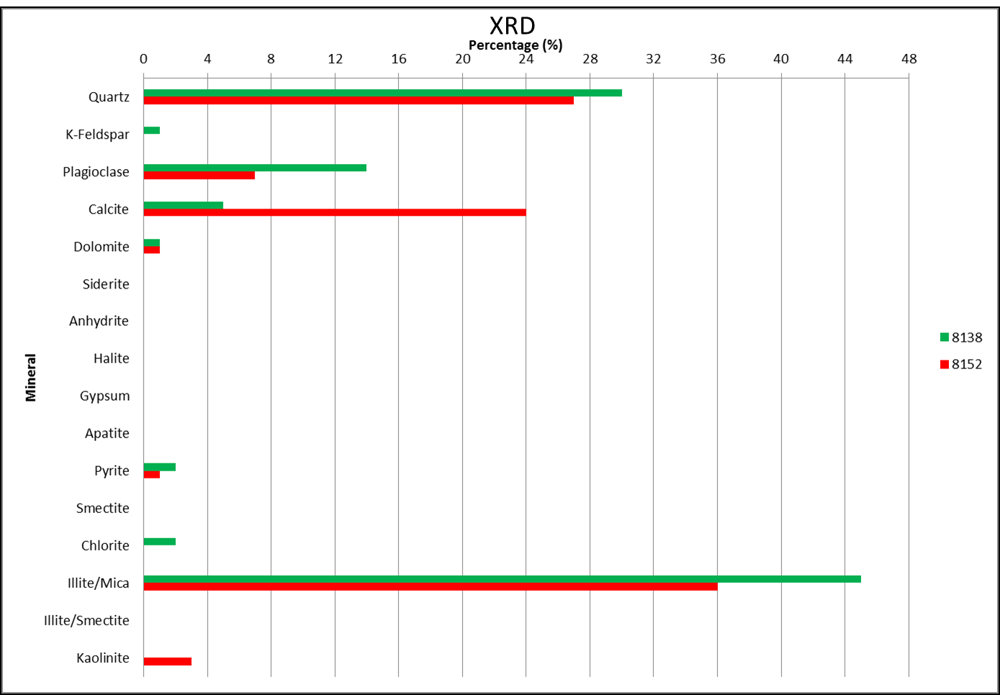 XRD
Percentage (%)
0 4 8 12 16 20 24 28 32 36 40 44 48
Quartz
K-Feldspar
Plagioclase
Calcite
Dolomite
Siderite
Anhydrite
Halite
Gypsum
Apatite
Pyrite
Smectite
Chlorite
Illite/Mica
Illite/Smectite
Kaolinite
Mineral
8138
8152